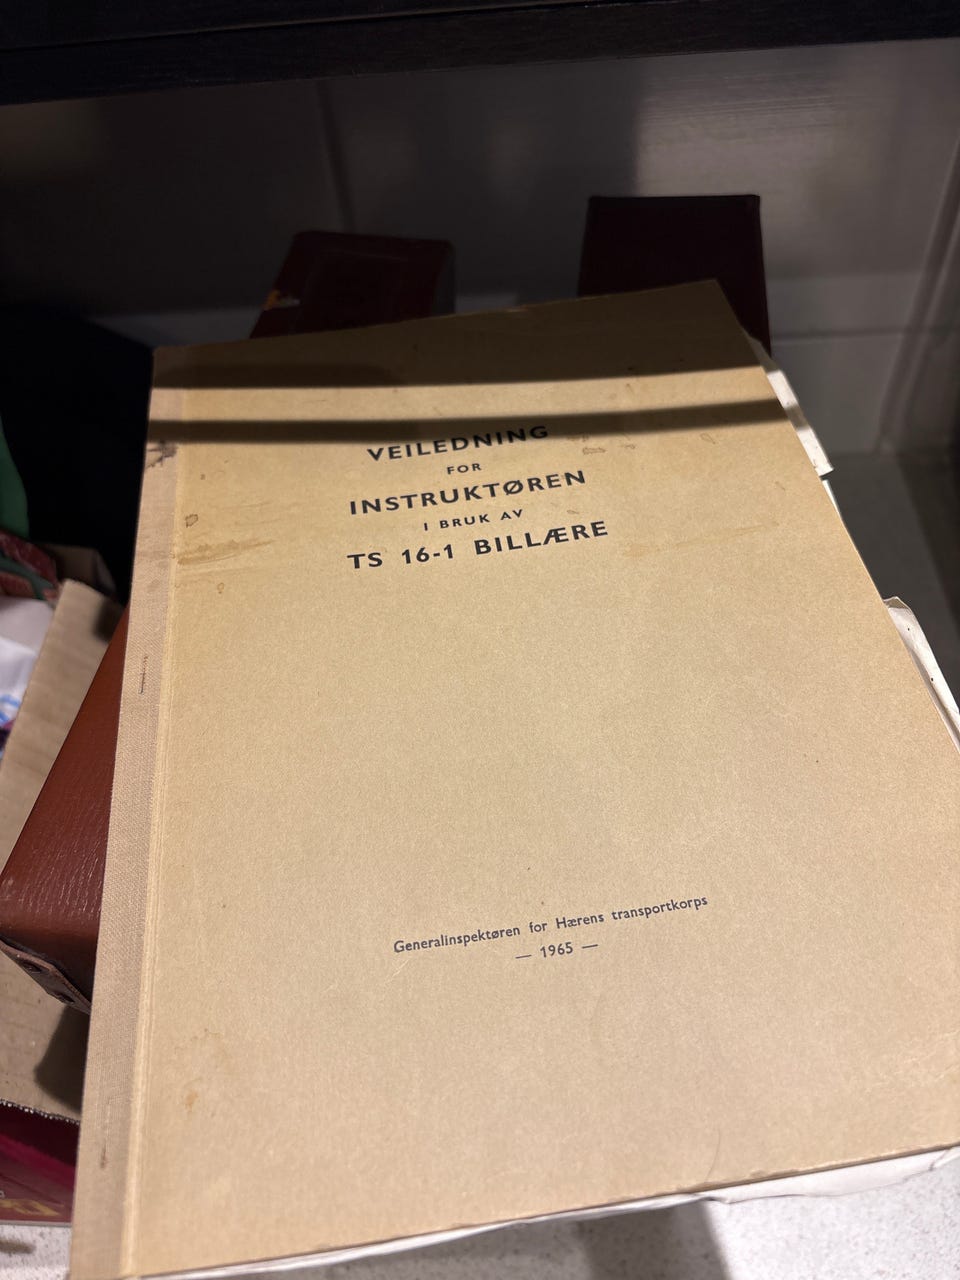 VEILEDNING
FOR
INSTRUKTØREN
I BRUK AV
TS 16-1 BILLÆRE
Generalinspektøren for Hærens transportkorps
— 1965 —